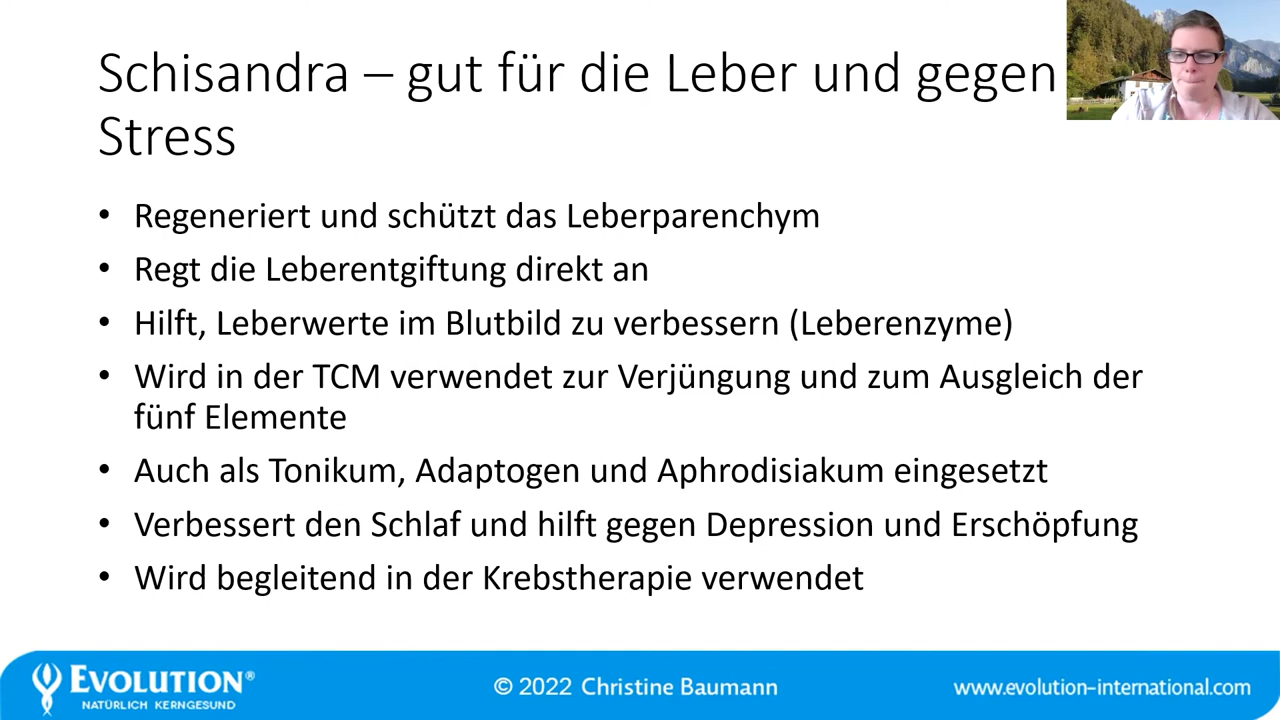 Schisandra – gut für die Leber und gegen
Stress
• Regeneriert und schützt das Leberparenchym
• Regt die Leberentgiftung direkt an
• Hilft, Leberwerte im Blutbild zu verbessern (Leberenzyme)
• Wird in der TCM verwendet zur Verjüngung und zum Ausgleich der
fünf Elemente
• Auch als Tonikum, Adaptogen und Aphrodisiakum eingesetzt
• Verbessert den Schlaf und hilft gegen Depression und Erschöpfung
• Wird begleitend in der Krebstherapie verwendet
EVOLUTION®
NATÜRLICH KERNGESUND
© 2022 Christine Baumann
www.evolution-international.com